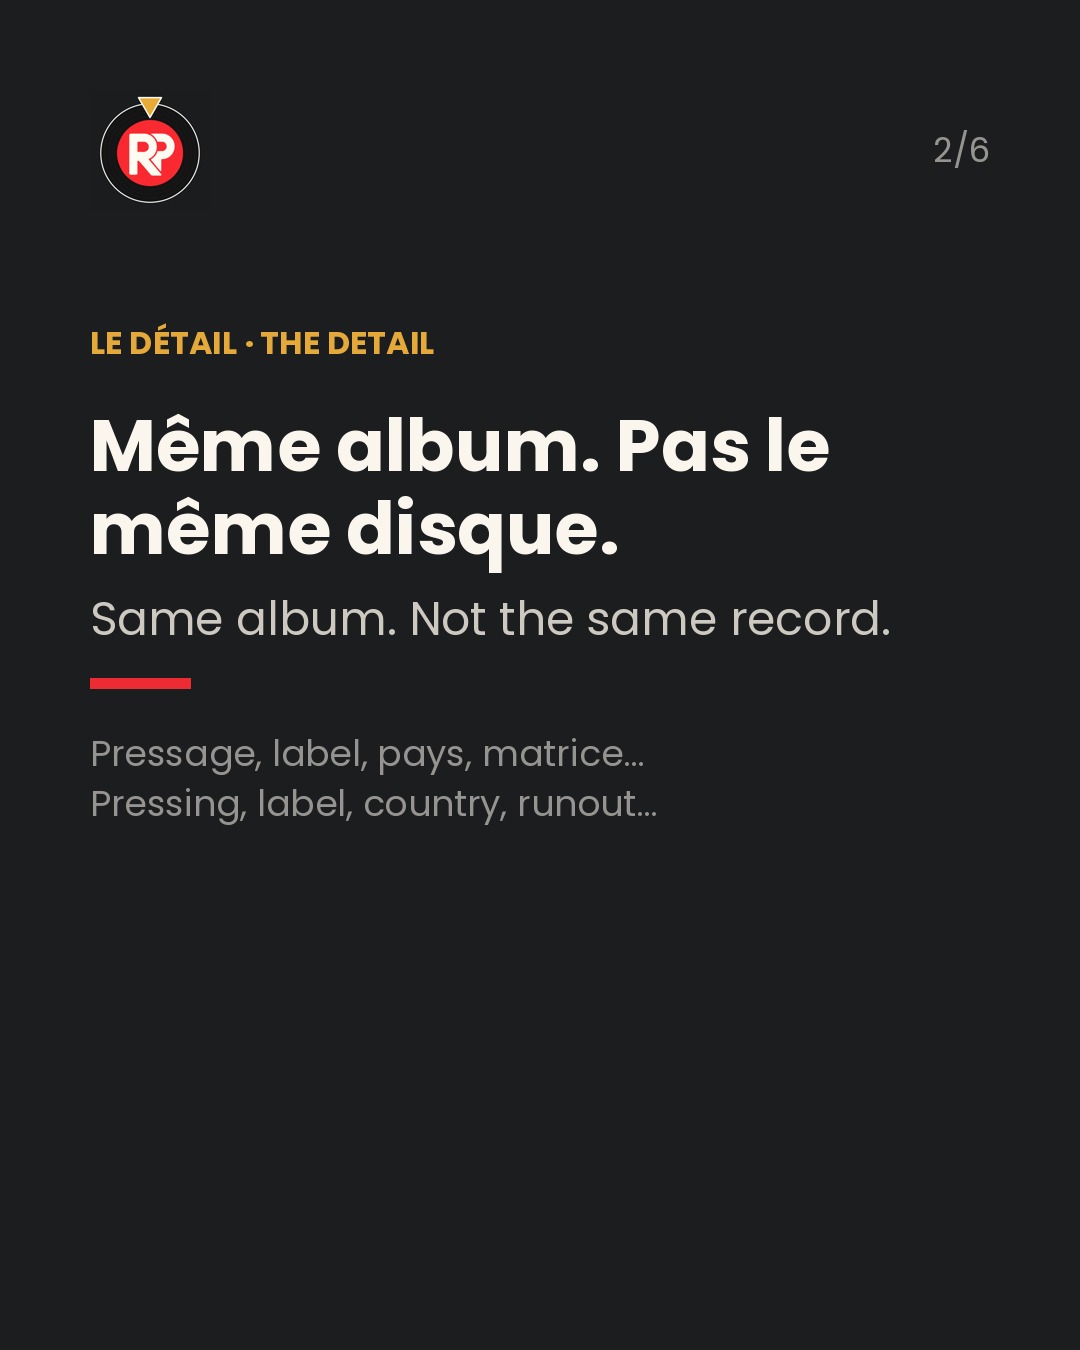 RP
2/6
LE DÉTAIL · THE DETAIL
Même album. Pas le
même disque.
Same album. Not the same record.
Pressage, label, pays, matrice...
Pressing, label, country, runout...